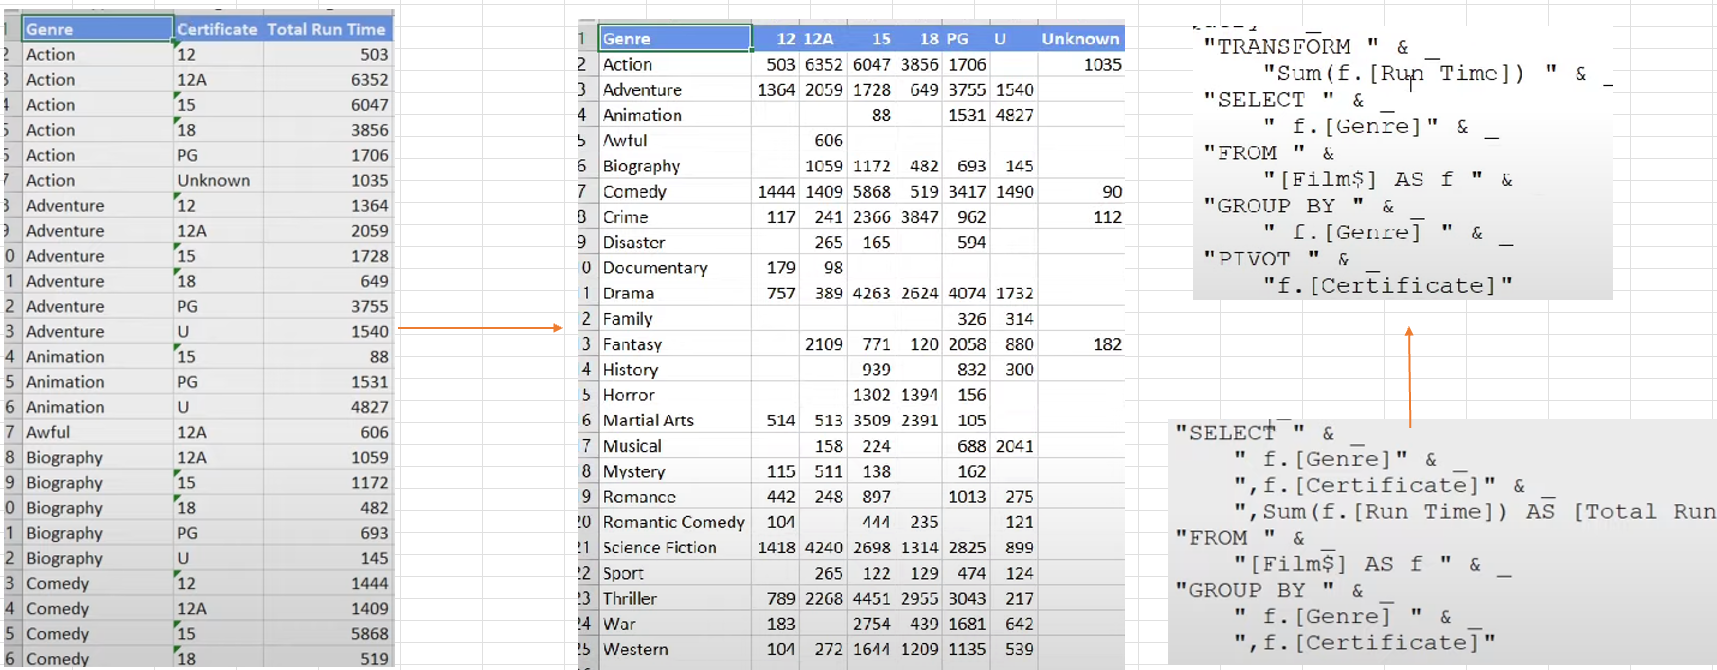 Genre Certificate Total Run Time
2 Action 12 503
3 Action 12A 6352
4 Action 15 6047
5 Action 18 3856
Action PG 1706
7 Action Unknown 1035
Adventure 12 1364
Adventure 12A 2059
0 Adventure 15 1728
1 Adventure 18 649
2 Adventure PG 3755
3 Adventure U 1540
4 Animation 15 88
5 Animation PG 1531
6 Animation U 4827
7 Awful 12A 606
8 Biography 12A 1059
9 Biography 15 1172
0 Biography 18 482
1 Biography PG 693
2 Biography U 145
3 Comedy 12 1444
4 Comedy 12A 1409
5 Comedy 15 5868
6 Comedy 18 519
1 Genre 12 12A 15 18 PG U Unknown
2 Action 503 6352 6047 3856 1706 1035
3 Adventure 1364 2059 1728 649 3755 1540
4 Animation 88 1531 4827
5 Awful 606
6 Biography 1059 1172 482 693 145
7 Comedy 1444 1409 5868 519 3417 1490 90
8 Crime 117 241 2366 3847 962 112
9 Disaster 265 165 594
0 Documentary 179 98
1 Drama 757 389 4263 2624 4074 1732
2 Family 326 314
3 Fantasy 2109 771 120 2058 880 182
4 History 939 832 300
5 Horror 1302 1394 156
6 Martial Arts 514 513 3509 2391 105
7 Musical 158 224 688 2041
8 Mystery 115 511 138 162
9 Romance 442 248 897 1013 275
20 Romantic Comedy 104 444 235 121
21 Science Fiction 1418 4240 2698 1314 2825 899
22 Sport 265 122 129 474 124
23 Thriller 789 2268 4451 2955 3043 217
24 War 183 2754 439 1681 642
25 Western 104 272 1644 1209 1135 539
"TRANSFORM " & _
"Sum(f.[Run Time]) " & _
"SELECT " & _
" f.[Genre]" & _
"FROM " & _
"[Film$] AS f " & _
"GROUP BY " & _
" f.[Genre] " & _
"PIVOT " & _
"f.[Certificate]"
"SELECT " & _
" f.[Genre]" & _
",f.[Certificate]" & _
",Sum(f.[Run Time]) AS [Total Run
"FROM " & _
"[Film$] AS f " & _
"GROUP BY " & _
" f.[Genre] " & _
",f.[Certificate]"